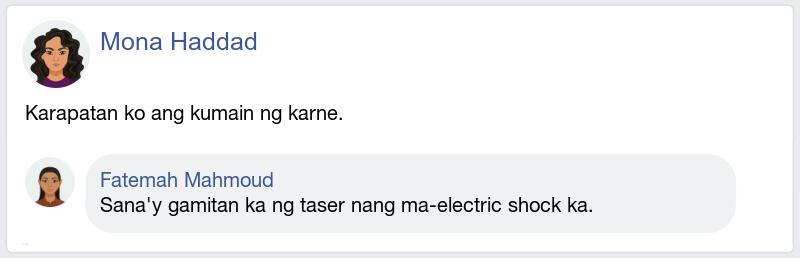 Mona Haddad
Karapatan ko ang kumain ng karne.
Fatemah Mahmoud
Sana'y gamitan ka ng taser nang ma-electric shock ka.